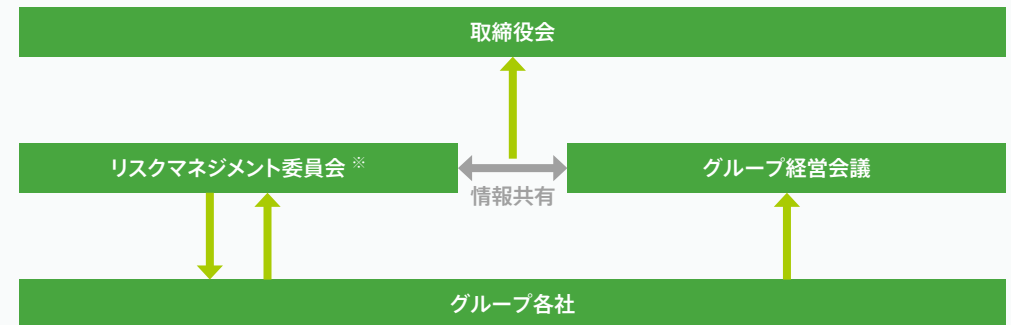 取締役会
リスクマネジメント委員会 ※
グループ経営会議
情報共有
グループ各社